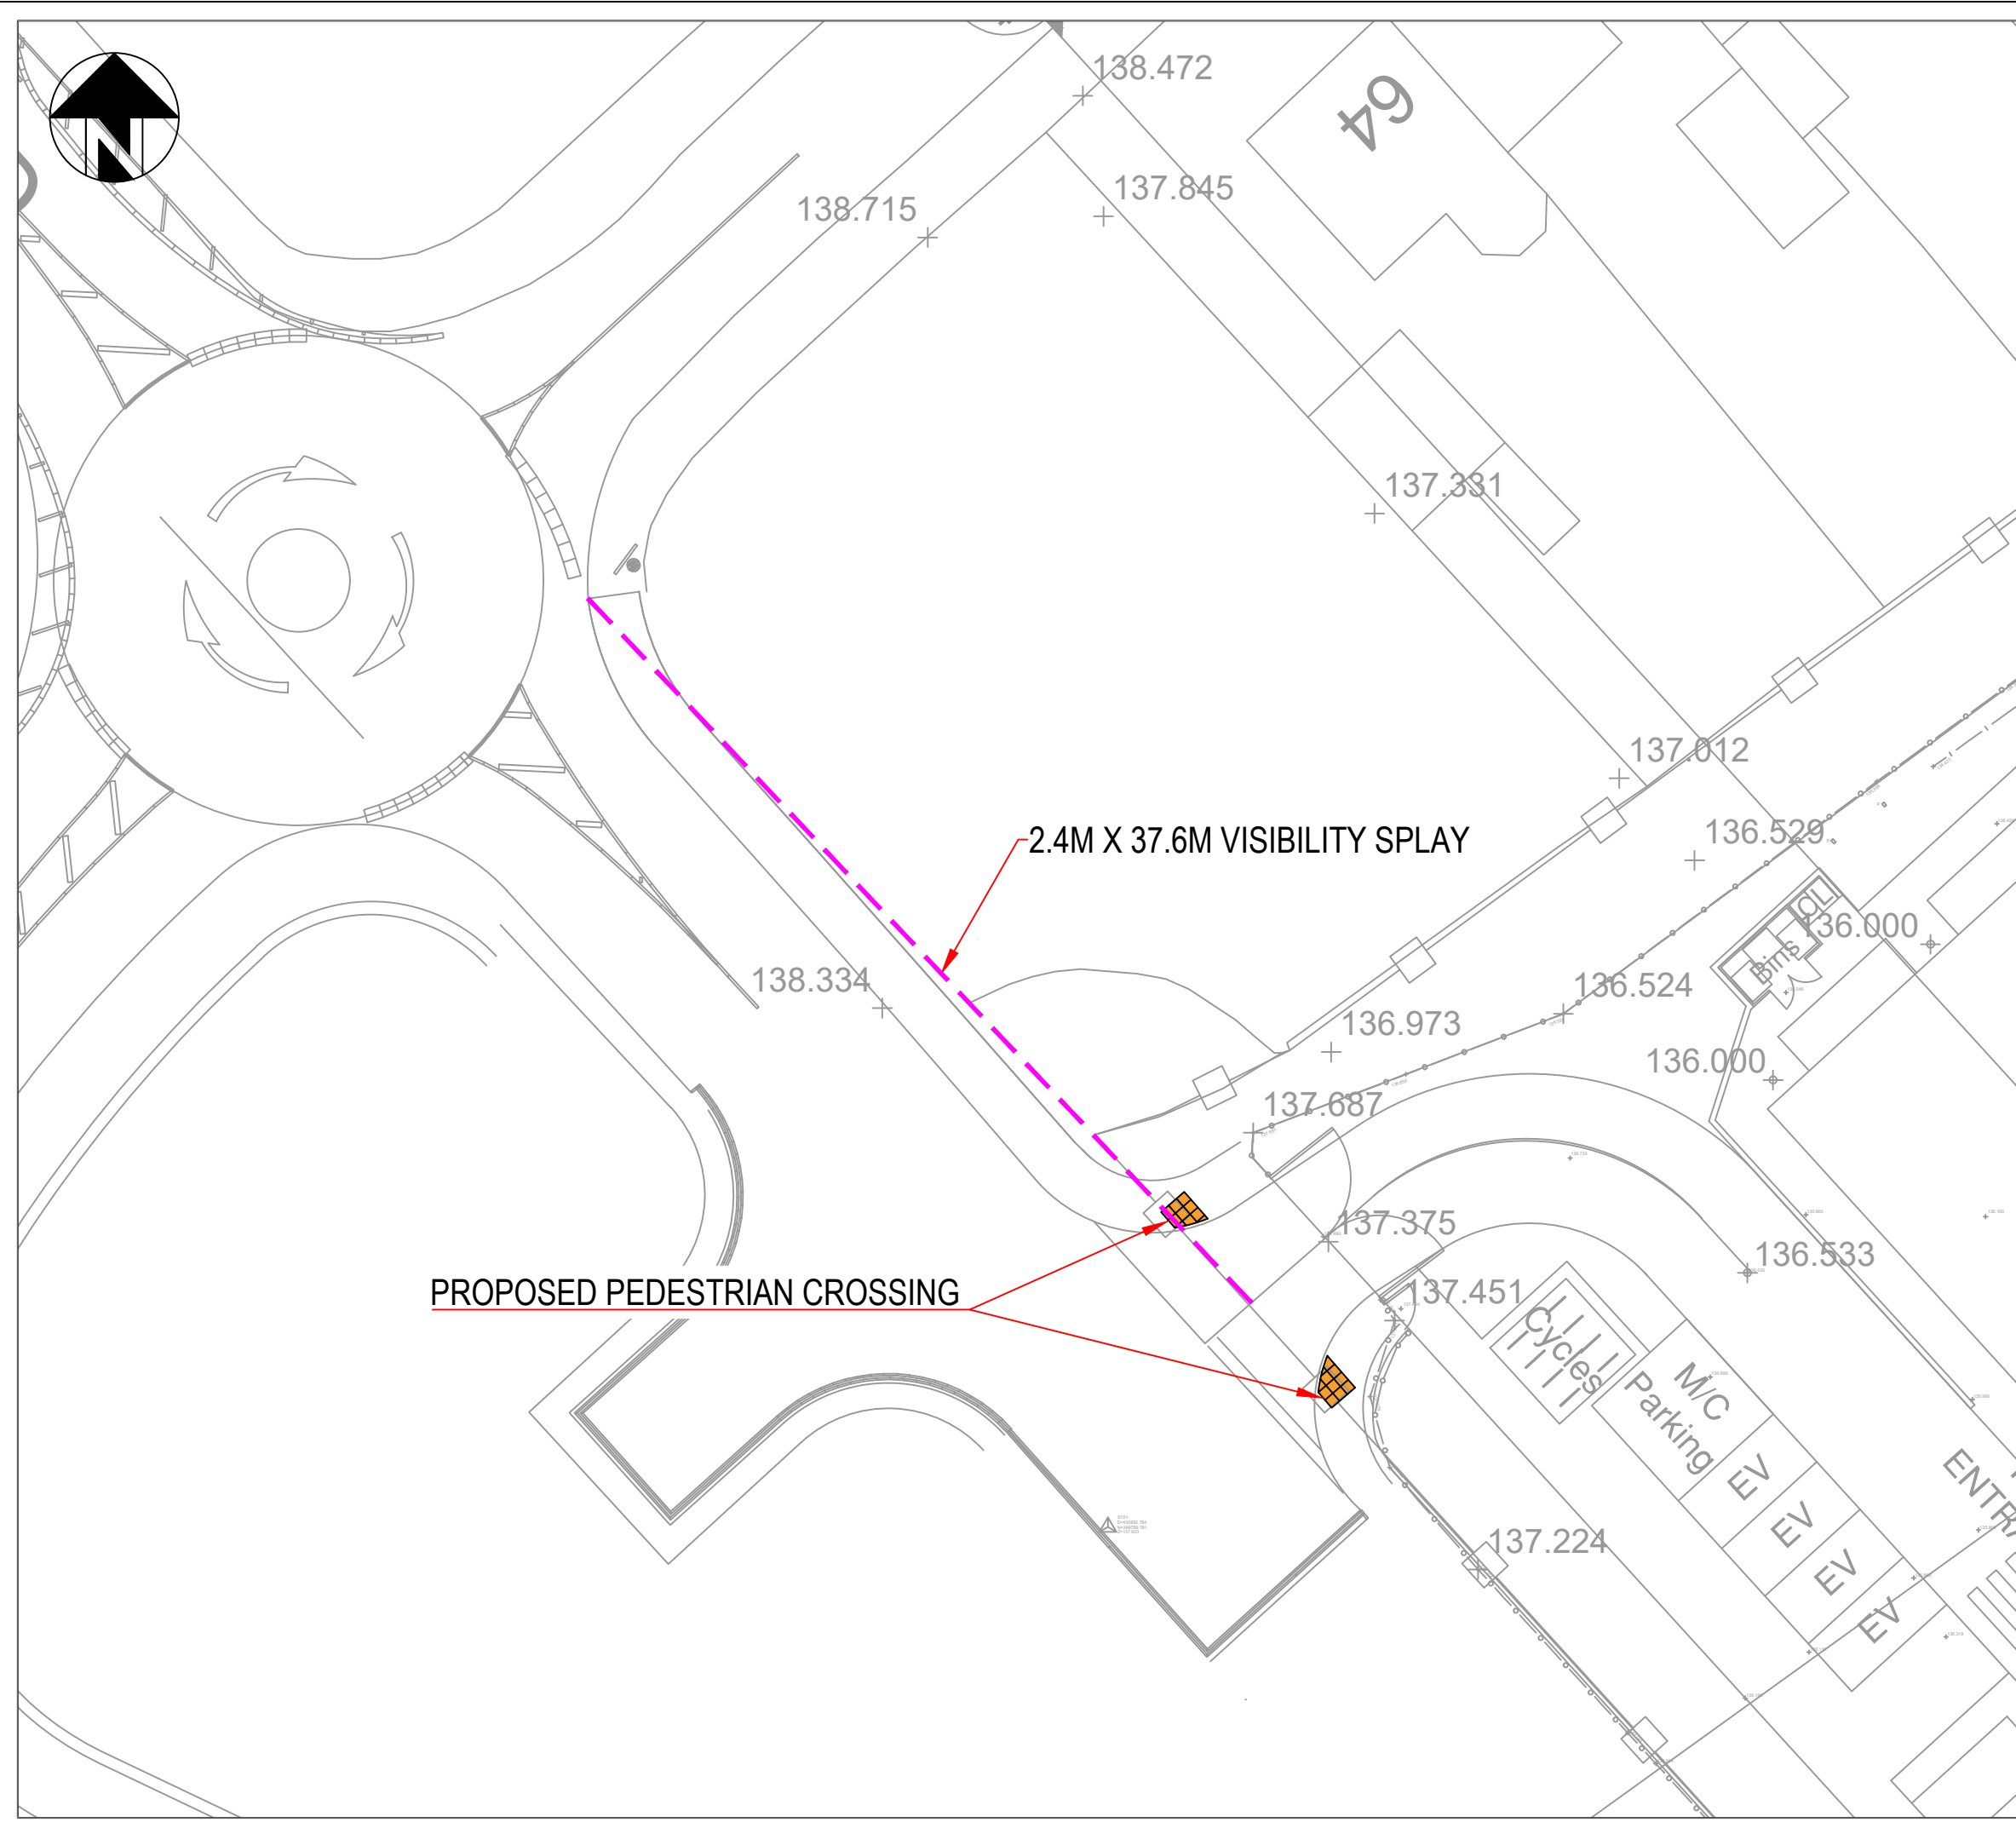 N
138.472
64
137.845
138.715
137.331
137.012
2.4M X 37.6M VISIBILITY SPLAY
136.529
QL
Bins
136.000
138.334
136.524
136.973
136.000
137.687
137.375
136.533
PROPOSED PEDESTRIAN CROSSING
137.451
Cycles
M/C
Parking
EV
EV
EV
EV
137.224